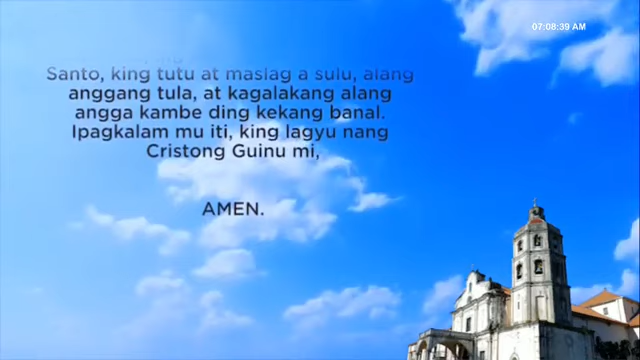 07:08:39 AM
Santo, king tutu at maslag a sulu, alang
anggang tula, at kagalakang alang
angga kambe ding kekang banal.
Ipagkalam mu iti, king lagyu nang
Cristong Guinu mi,
AMEN.